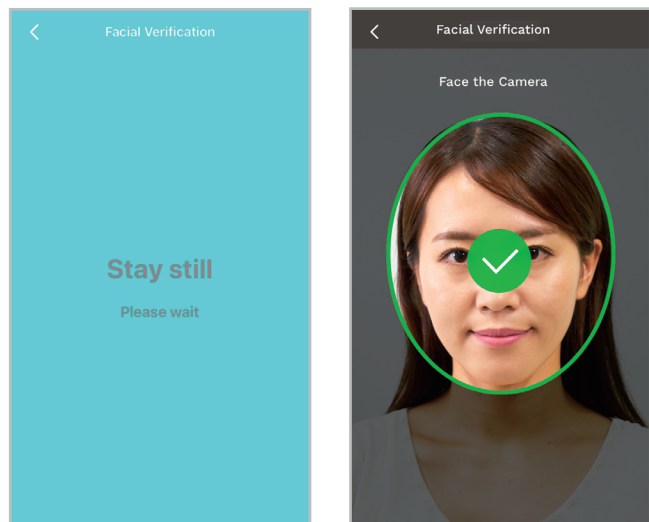 Facial Verification
Stay still
Please wait
Facial Verification
Face the Camera